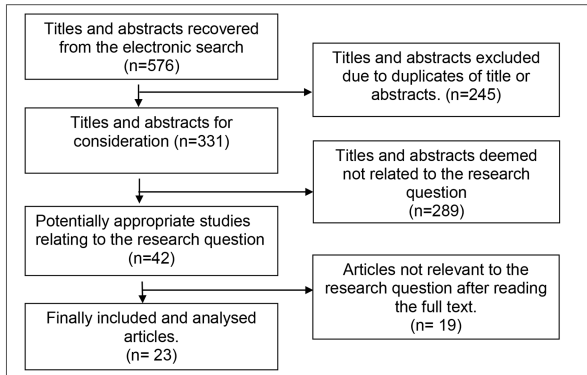 Titles and abstracts recovered
from the electronic search
(n=576)
Titles and abstracts excluded
due to duplicates of title or
abstracts. (n=245)
Titles and abstracts for
consideration (n=331)
Titles and abstracts deemed
not related to the research
question
(n=289)
Potentially appropriate studies
relating to the research question
(n=42)
Articles not relevant to the
research question after reading
the full text.
(n= 19)
Finally included and analysed
articles.
(n= 23)